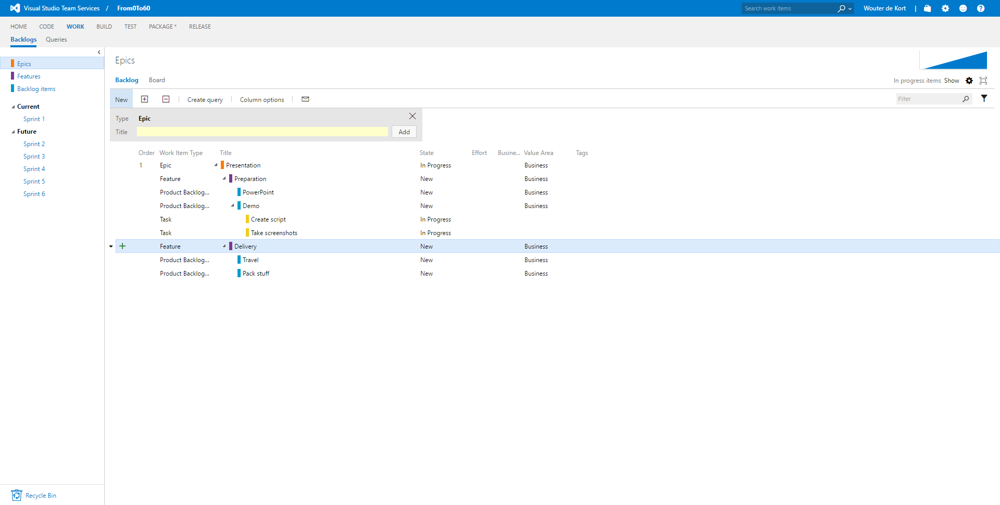 Visual Studio Team Services / From0To60 Search work items Wouter de Kort |
HOME CODE WORK BUILD TEST PACKAGE * RELEASE
Backlogs Queries
Epics
Features
Backlog items
Current
Sprint 1
Future
Sprint 2
Sprint 3
Sprint 4
Sprint 5
Sprint 6
Recycle Bin
Epics
Backlog Board In progress items Show
New Create query Column options Filter
Type Epic
Title Add
Order Work Item Type Title State Effort Busine... Value Area Tags
1 Epic Presentation In Progress Business
Feature Preparation New Business
Product Backlog... PowerPoint New Business
Product Backlog... Demo New Business
Task Create script In Progress
Task Take screenshots In Progress
Feature Delivery New Business
Product Backlog... Travel New Business
Product Backlog... Pack stuff New Business